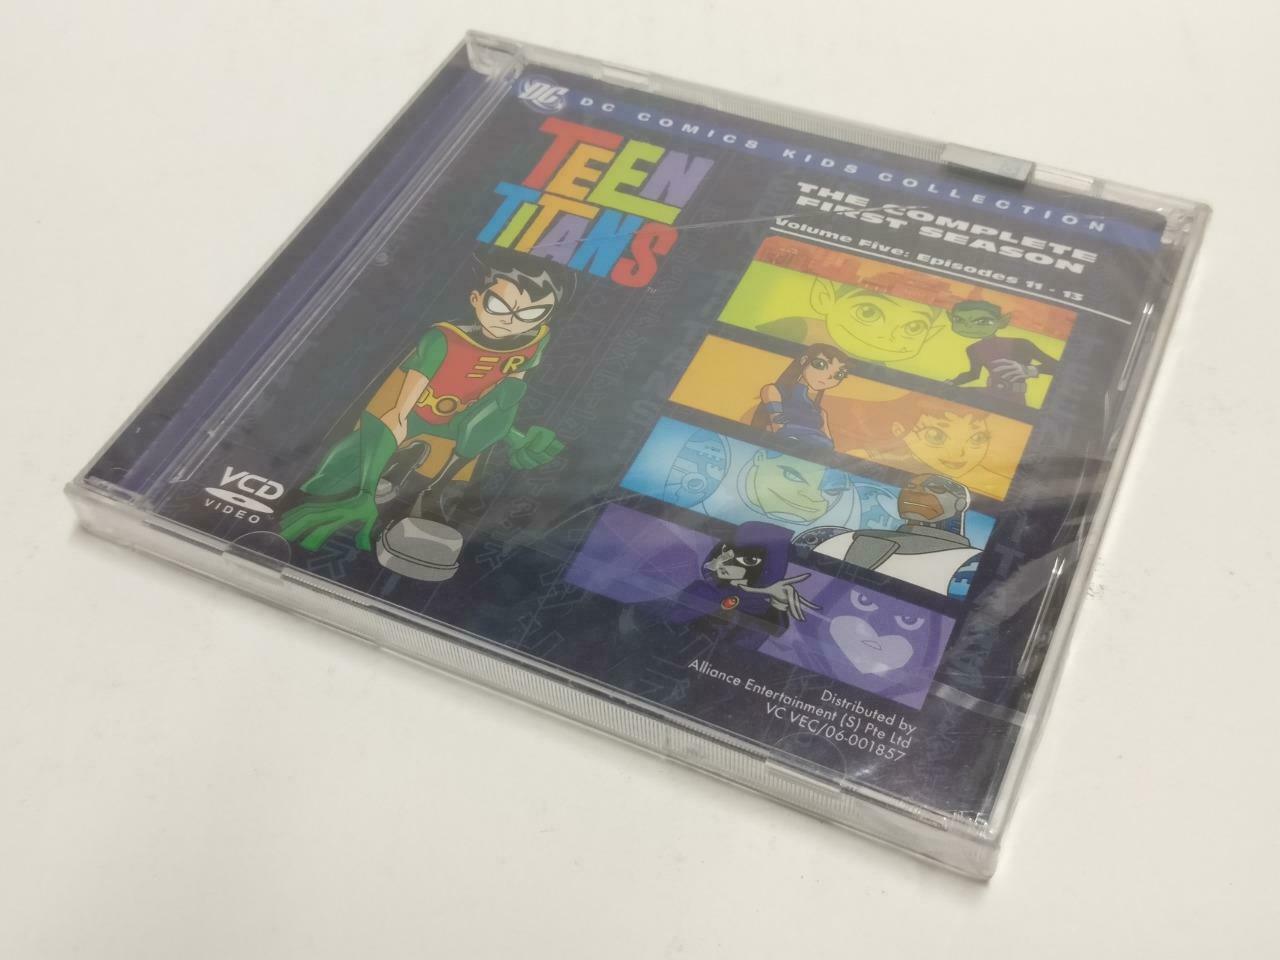 DC
DC COMICS KIDS COLLECTION
TEEN
TITANS
TM
THE COMPLETE
FIRST SEASON
Volume Five: Episodes 11 - 13
R
VCD
VIDEO
Distributed by
Alliance Entertainment (S) Pte Ltd
VC VEC/06-001857